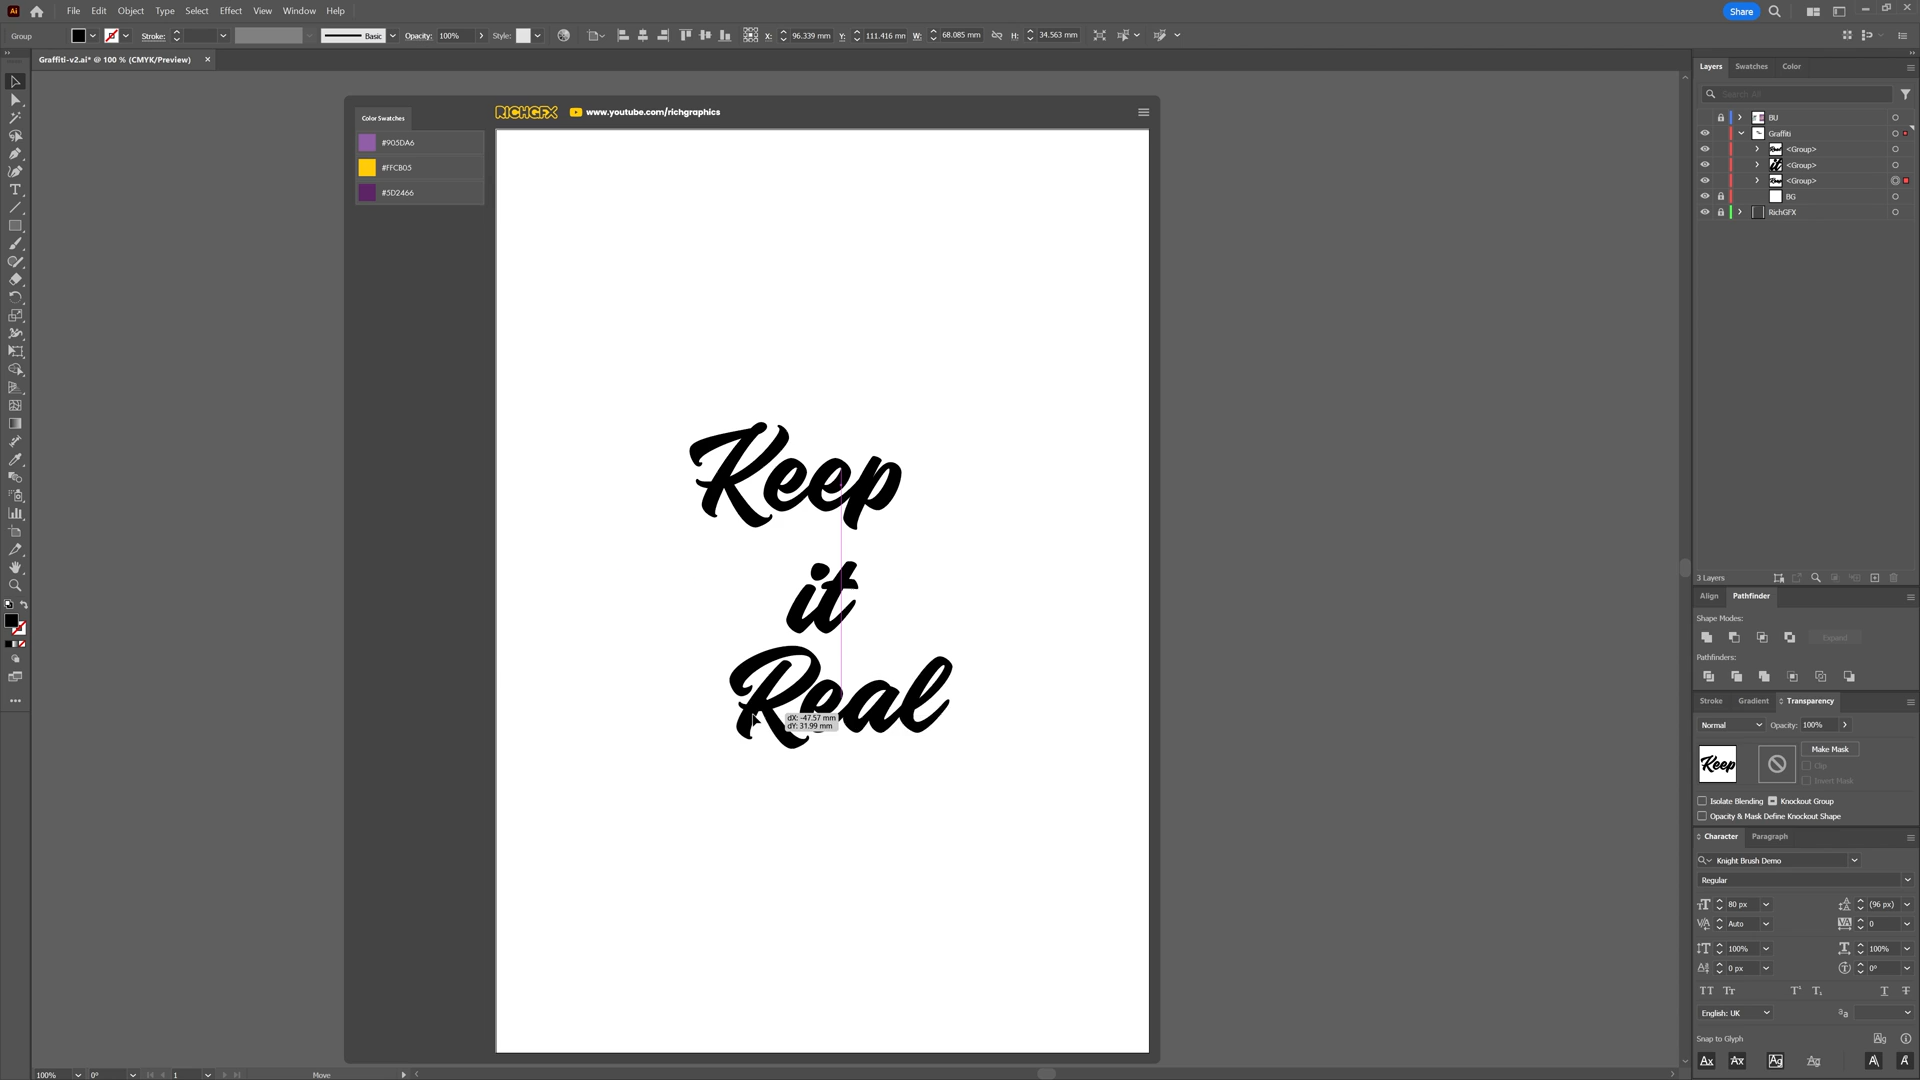 File Edit Object Type Select Effect View Window Help
Share
Group
Stroke:
Basic
Opacity: 100%
Style:
X: 96.339 mm
Y: 111.416 mm
W: 68.085 mm
H: 34.563 mm
Graffiti-v2.ai* @ 100 % (CMYK/Preview)
RICHGFX
www.youtube.com/richgraphics
Color Swatches
#905DA6
#FFCB05
#5D2466
Keep
it
Real
dX: -47.57 mm
dY: 31.99 mm
Layers Swatches Color
Search All
BU
Graffiti
<Group>
<Group>
<Group>
BG
RichGFX
3 Layers
Align Pathfinder
Shape Modes:
Expand
Pathfinders:
Stroke Gradient Transparency
Normal Opacity: 100%
Keep
Make Mask
Clip
Invert Mask
Isolate Blending Knockout Group
Opacity & Mask Define Knockout Shape
Character Paragraph
Knight Brush Demo
Regular
80 px (96 px)
Auto 0
100% 100%
0 px 0°
English: UK
Snap to Glyph
100% 0° 1 Move